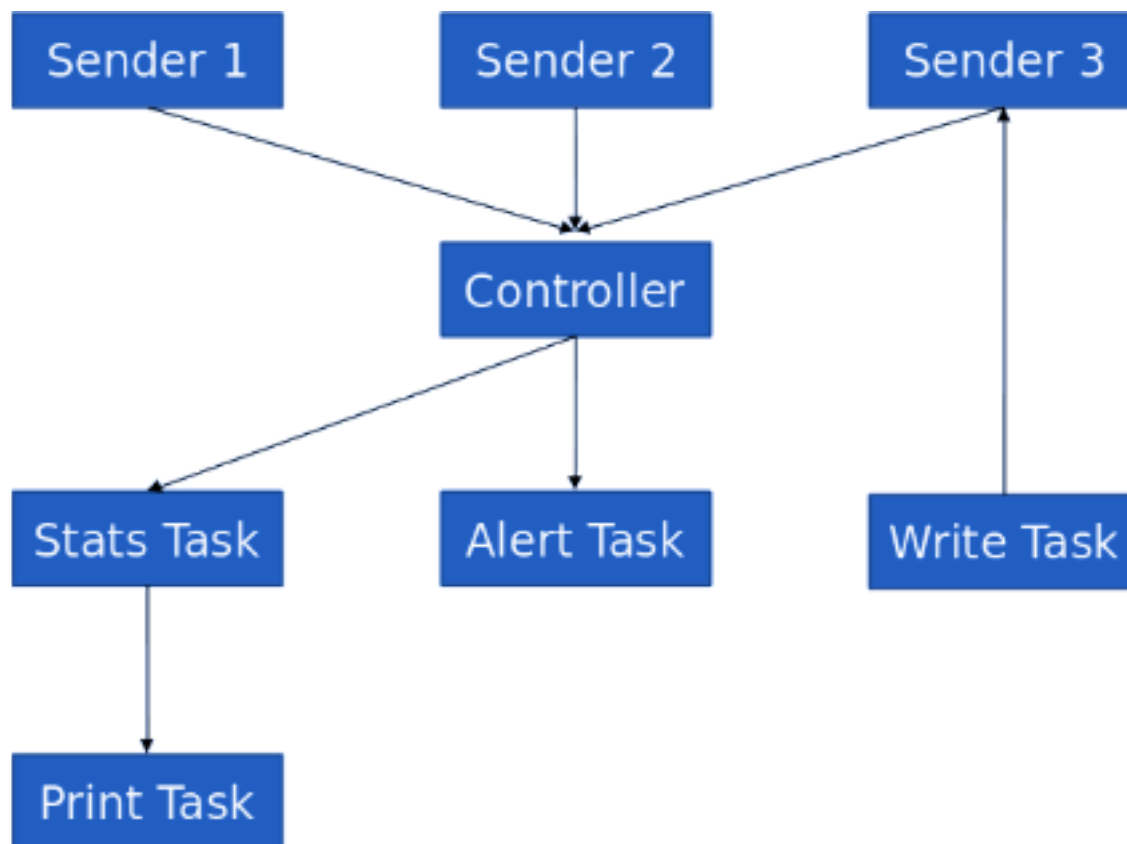 Sender 1
Sender 2
Sender 3
Controller
Stats Task
Alert Task
Write Task
Print Task